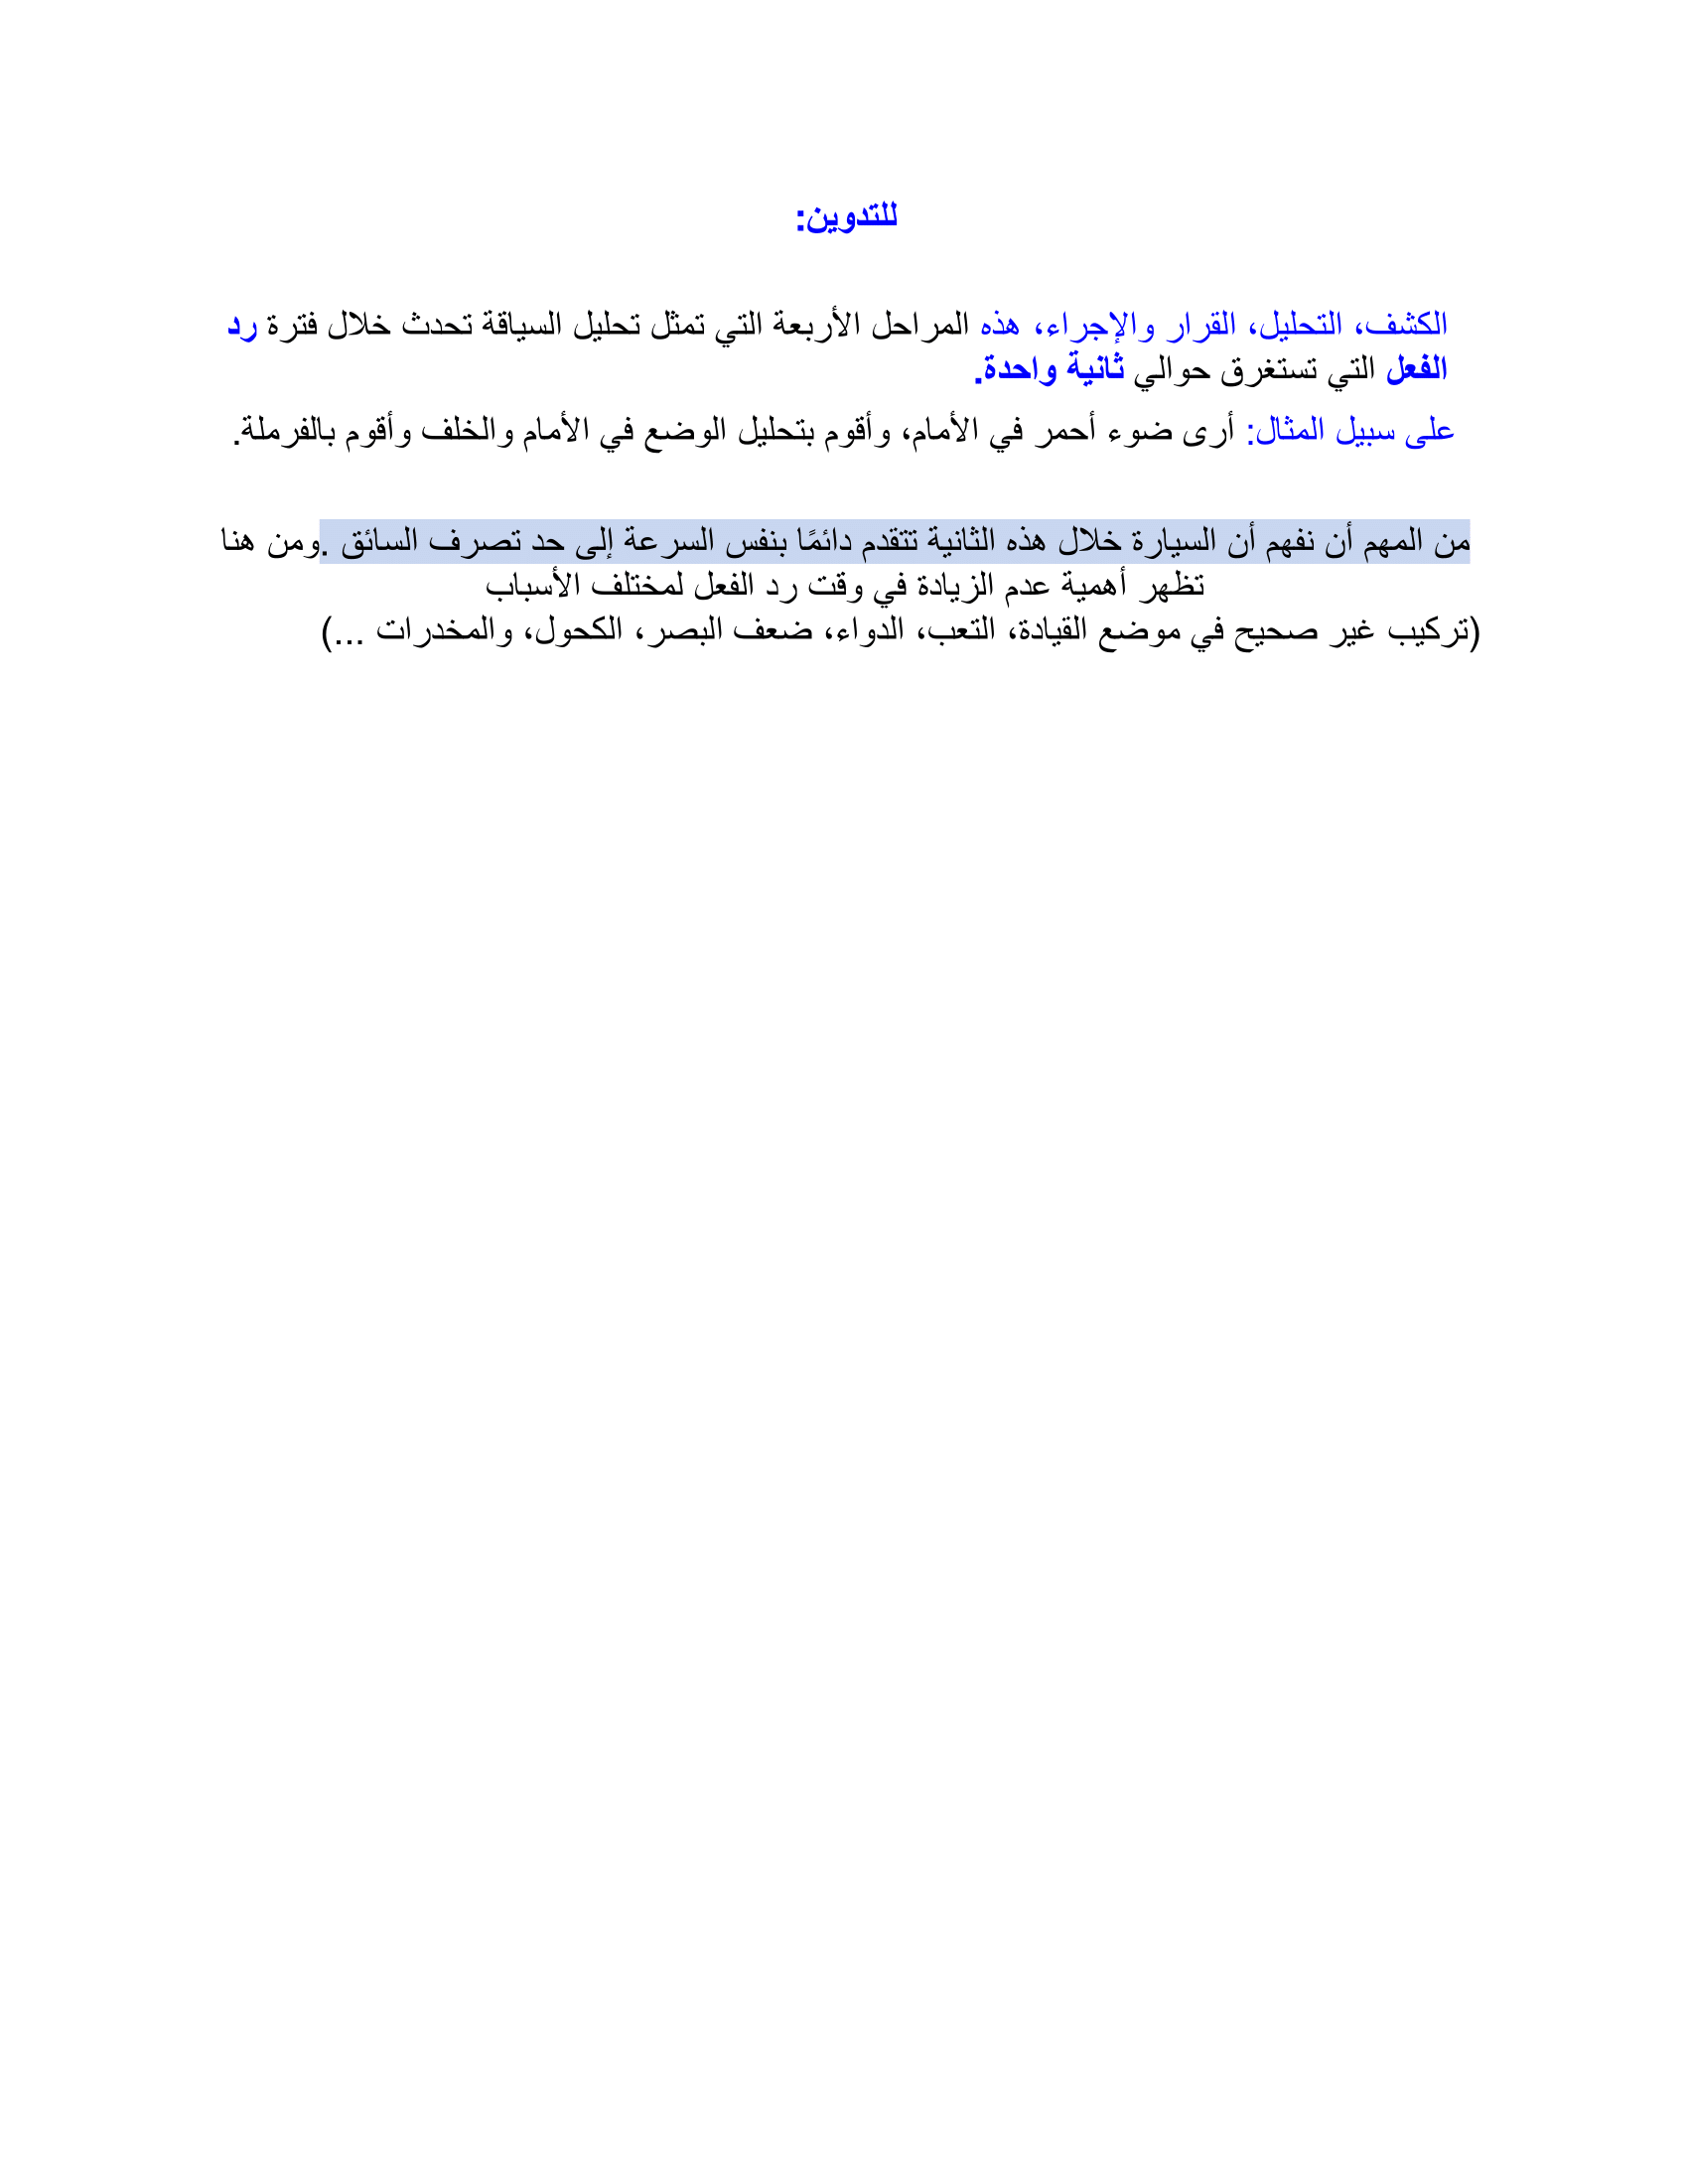 للتدوين:
الكشف، التحليل، القرار والإجراء، هذه المراحل الأربعة التي تمثل تحليل السياقة تحدث خلال فترة رد
الفعل التي تستغرق حوالي ثانية واحدة.
على سبيل المثال: أرى ضوء أحمر في الأمام، وأقوم بتحليل الوضع في الأمام والخلف وأقوم بالفرملة.
من المهم أن نفهم أن السيارة خلال هذه الثانية تتقدم دائمًا بنفس السرعة إلى حد تصرف السائق .ومن هنا
تظهر أهمية عدم الزيادة في وقت رد الفعل لمختلف الأسباب
(تركيب غير صحيح في موضع القيادة، التعب، الدواء، ضعف البصر، الكحول، والمخدرات ...)